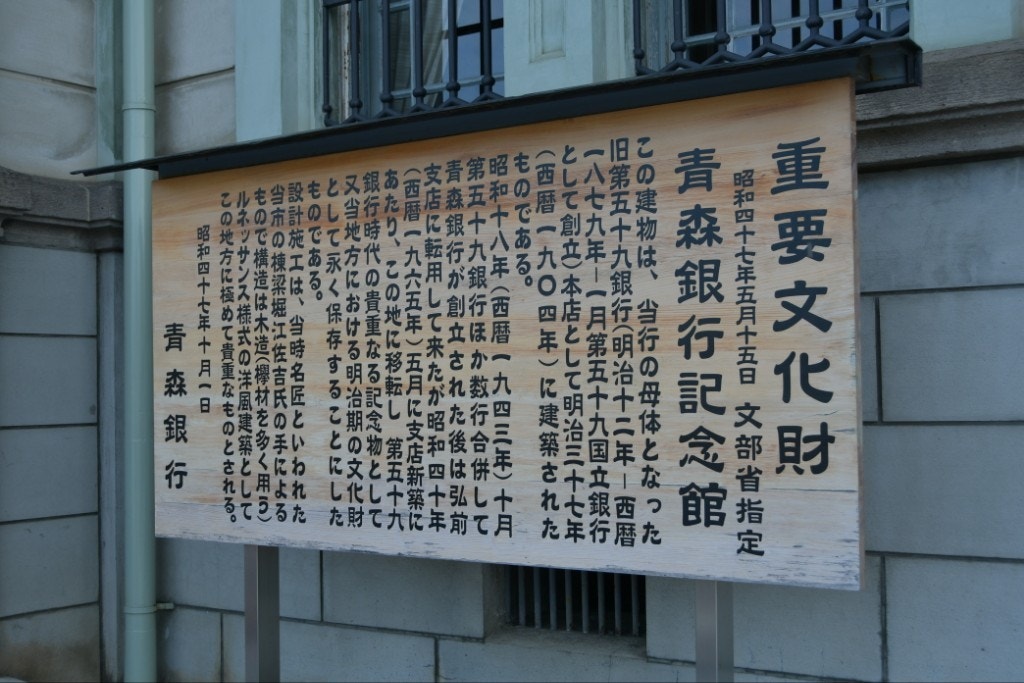 重要文化財
昭和四十七年五月十五日 文部省指定
青森銀行記念館
この建物は、当行の母体となった
旧第五十九銀行(明治十二年－西暦
一八七九年－一月第五十九国立銀行
として創立)本店として明治三十七年
(西暦一九〇四年)に建築された
ものである。
昭和十八年(西暦一九四三年)十月
第五十九銀行ほか数行合併して
青森銀行が創立された後は弘前
支店に転用して来たが昭和四十年
(西暦一九六五年)五月に支店新築に
あたり、この地に移転し 第五十九
銀行時代の貴重なる記念物として
又当地方における明治期の文化財
として永く保存することにした
ものである。
設計施工は、当時名匠といわれた
当市の棟梁堀江佐吉氏の手による
もので構造は木造(欅材を多く用う)
ルネッサンス様式の洋風建築として
この地方に極めて貴重なものとされる。
昭和四十七年十月一日
青森銀行